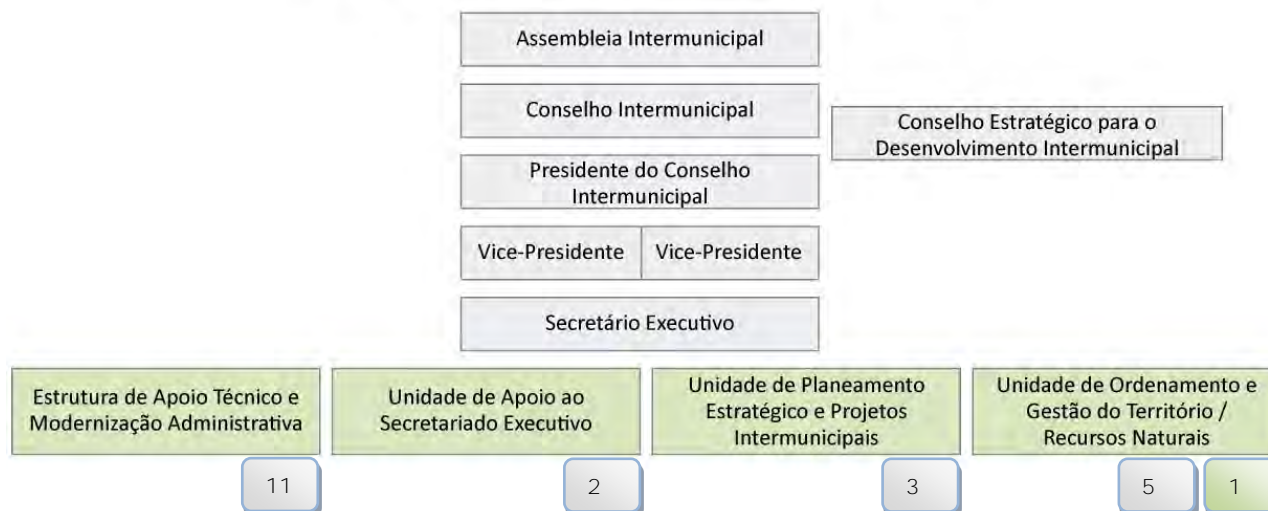 Assembleia Intermunicipal
Conselho Intermunicipal
Conselho Estratégico para o
Desenvolvimento Intermunicipal
Presidente do Conselho
Intermunicipal
Vice-Presidente
Vice-Presidente
Secretário Executivo
Estrutura de Apoio Técnico e
Modernização Administrativa
Unidade de Apoio ao
Secretariado Executivo
Unidade de Planeamento
Estratégico e Projetos
Intermunicipais
Unidade de Ordenamento e
Gestão do Território /
Recursos Naturais
11
2
3
5
1